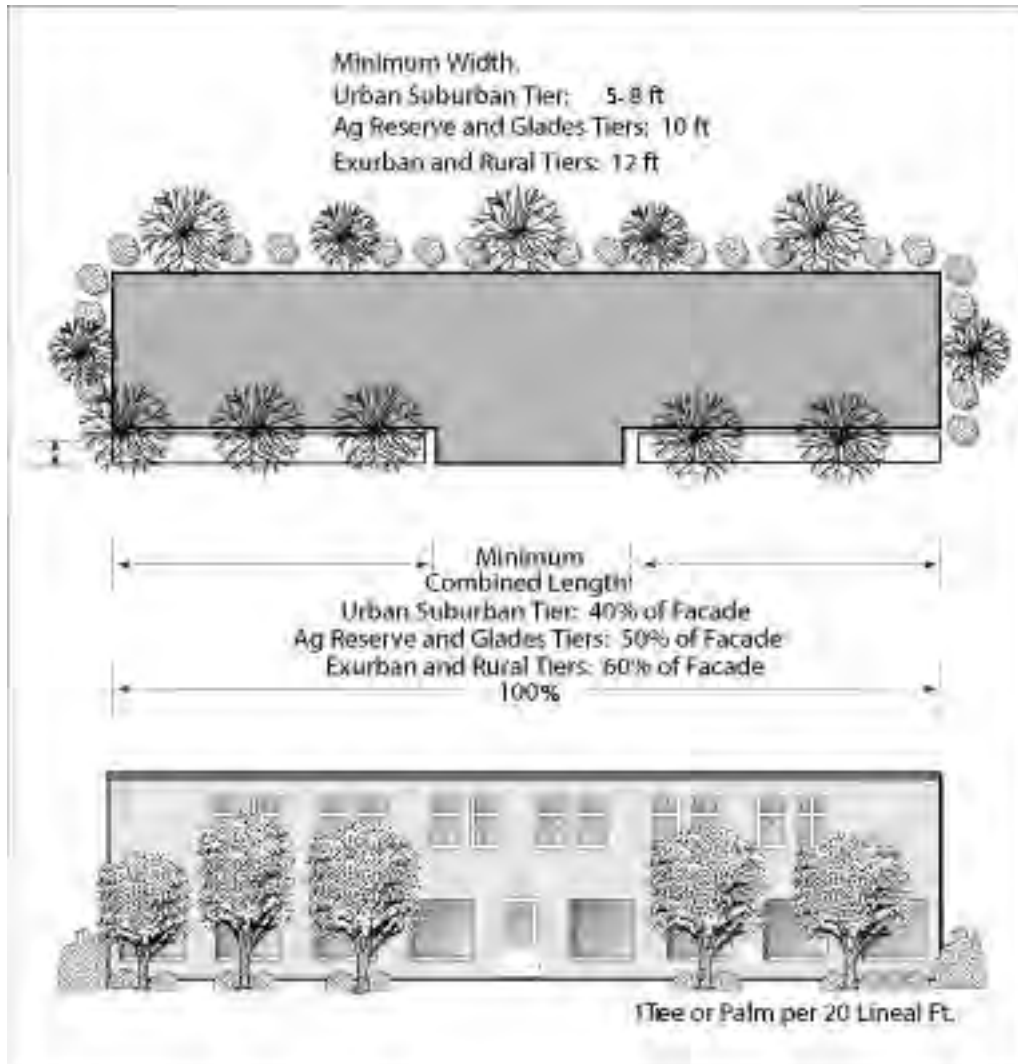 Minimum Width.
Urban Suburban Tier: 5-8 ft
Ag Reserve and Glades Tiers: 10 ft
Exurban and Rural Tiers: 12 ft
Minimum
Combined Length
Urban Suburban Tier: 40% of Facade
Ag Reserve and Glades Tiers: 50% of Facade
Exurban and Rural Tiers: 60% of Facade
100%
1Tree or Palm per 20 Lineal Ft.